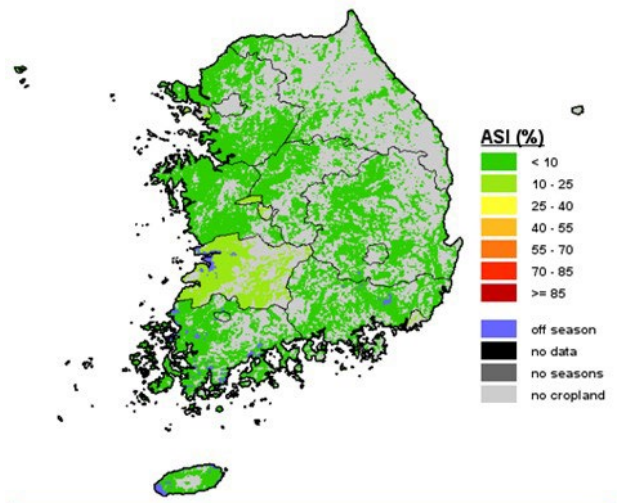 ASI (%)
< 10
10 - 25
25 - 40
40 - 55
55 - 70
70 - 85
>= 85
off season
no data
no seasons
no cropland